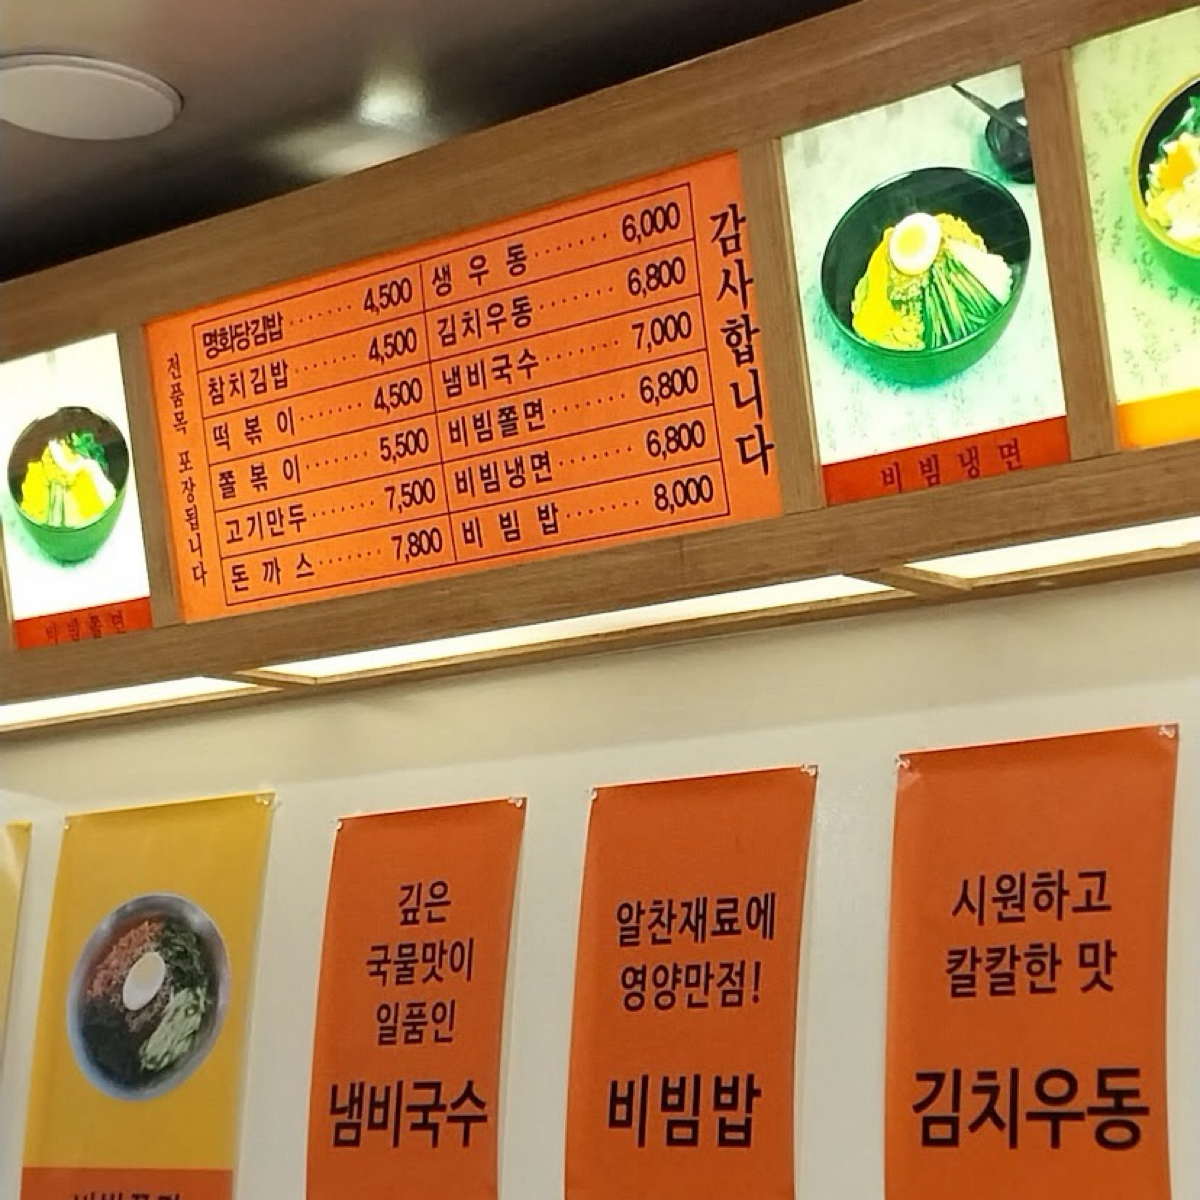 전품목 포장됩니다
명화당김밥 ······· 4,500
참치김밥 ······· 4,500
떡 볶 이 ······· 4,500
쫄 볶 이 ······· 5,500
고기만두 ······· 7,500
돈 까 스 ······· 7,800
생 우 동 ······· 6,000
김치우동 ······· 6,800
냄비국수 ······· 7,000
비빔쫄면 ······· 6,800
비빔냉면 ······· 6,800
비 빔 밥 ······· 8,000
감사합니다
비빔쫄면
비빔냉면
깊은
국물맛이
일품인
냄비국수
알찬재료에
영양만점!
비빔밥
시원하고
칼칼한 맛
김치우동